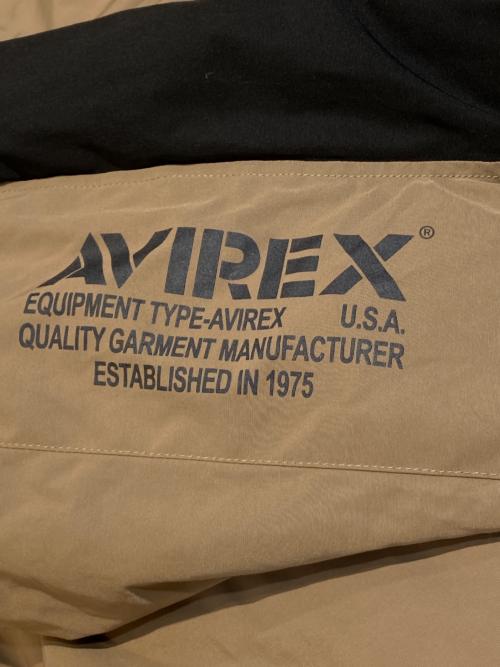 AVIREX®
EQUIPMENT TYPE-AVIREX U.S.A.
QUALITY GARMENT MANUFACTURER
ESTABLISHED IN 1975